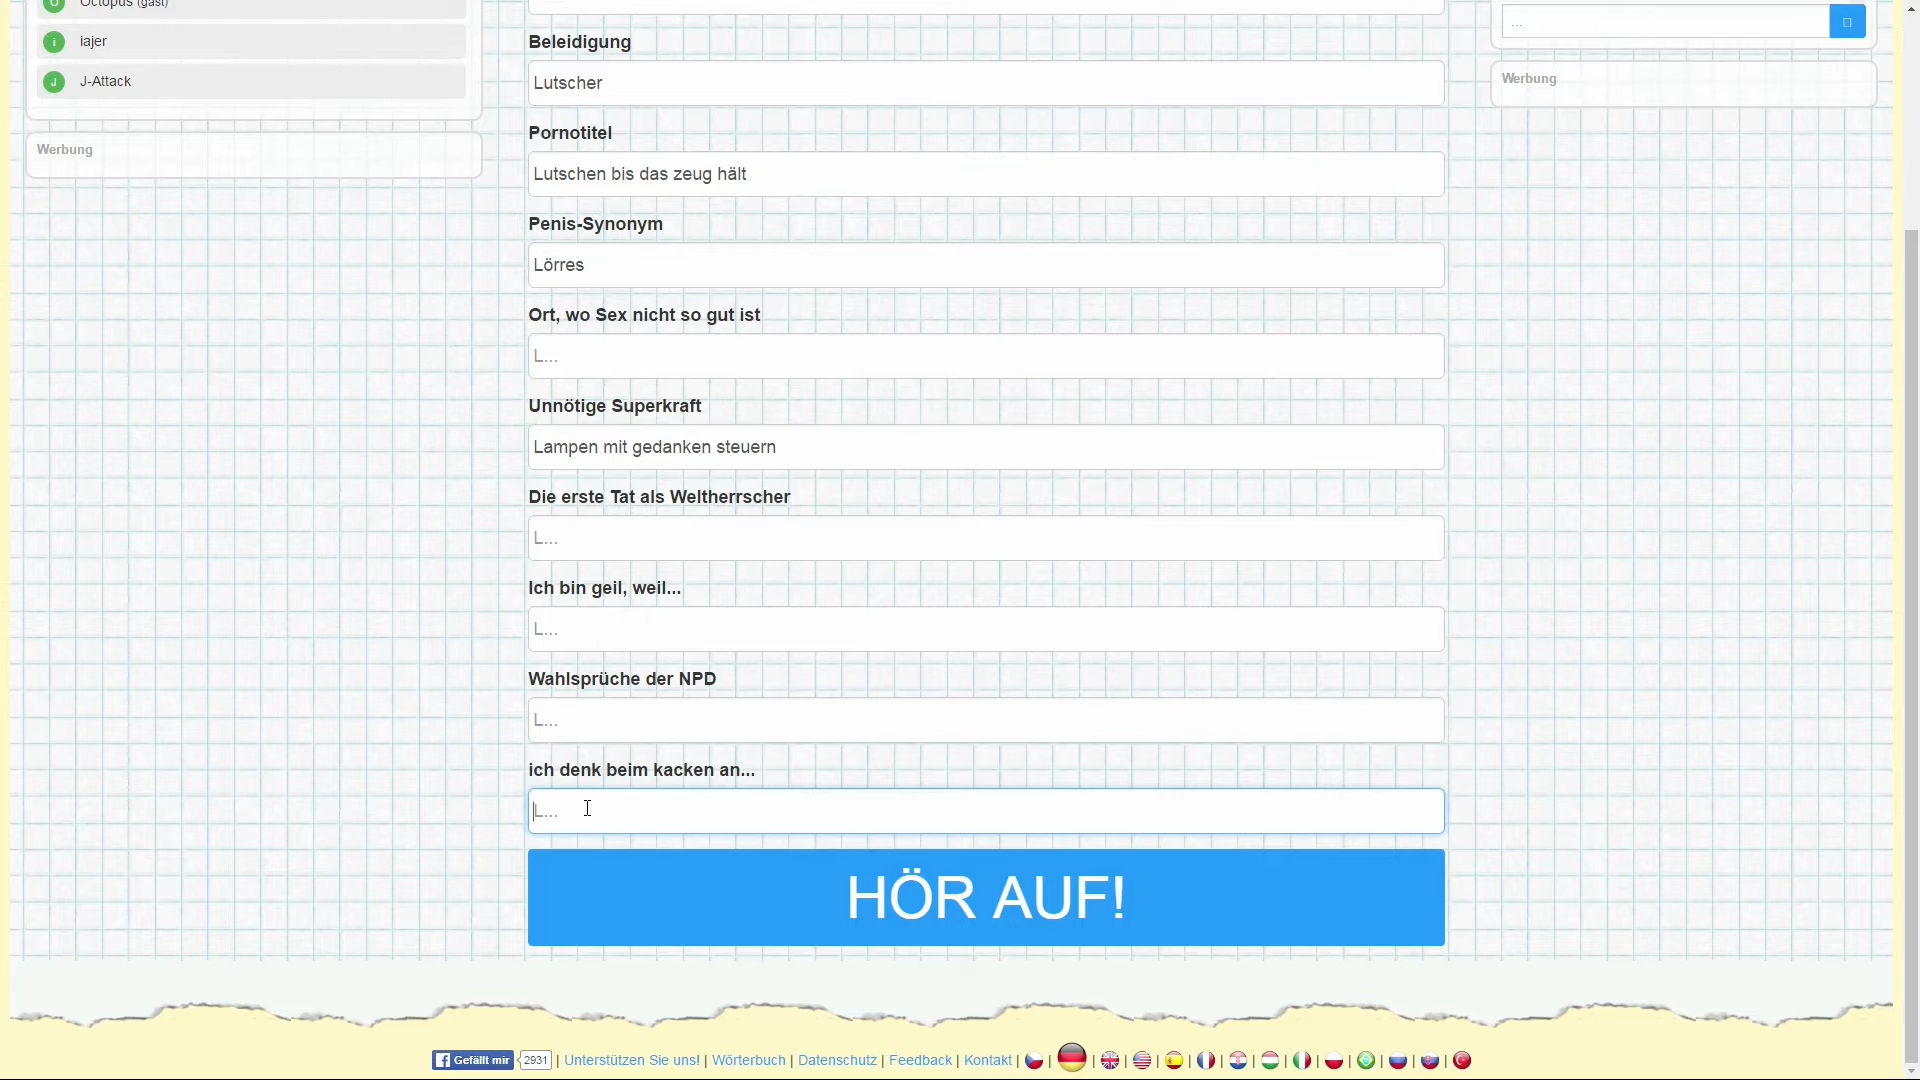 Octopus (gast)
i iajer
J J-Attack
Werbung
Beleidigung
Lutscher
Pornotitel
Lutschen bis das zeug hält
Penis-Synonym
Lörres
Ort, wo Sex nicht so gut ist
L...
Unnötige Superkraft
Lampen mit gedanken steuern
Die erste Tat als Weltherrscher
L...
Ich bin geil, weil...
L...
Wahlsprüche der NPD
L...
ich denk beim kacken an...
L...
HÖR AUF!
...
Werbung
Gefällt mir 2931 | Unterstützen Sie uns! | Wörterbuch | Datenschutz | Feedback | Kontakt |